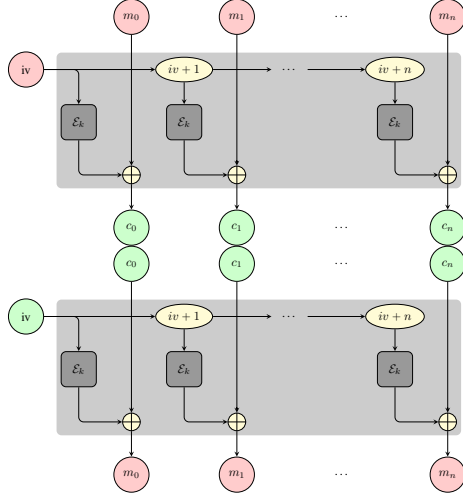 m₀ m₁ ⋯ mₙ
iv iv + 1 ⋯ iv + n
ℰₖ ℰₖ ℰₖ
c₀ c₁ ⋯ cₙ
c₀ c₁ ⋯ cₙ
iv iv + 1 ⋯ iv + n
ℰₖ ℰₖ ℰₖ
m₀ m₁ ⋯ mₙ